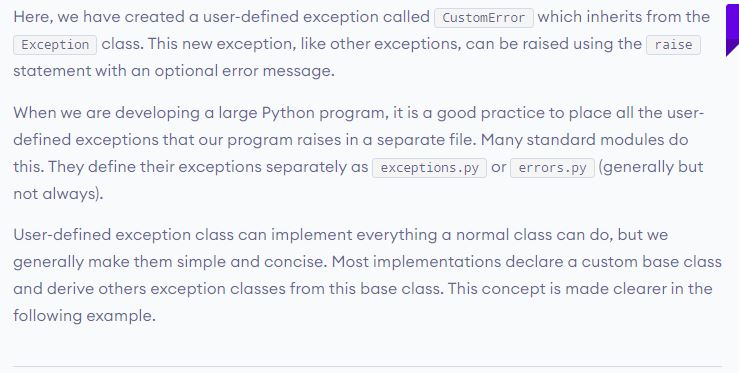 Here, we have created a user-defined exception called CustomError which inherits from the
Exception class. This new exception, like other exceptions, can be raised using the raise
statement with an optional error message.
When we are developing a large Python program, it is a good practice to place all the user-
defined exceptions that our program raises in a separate file. Many standard modules do
this. They define their exceptions separately as exceptions.py or errors.py (generally but
not always).
User-defined exception class can implement everything a normal class can do, but we
generally make them simple and concise. Most implementations declare a custom base class
and derive others exception classes from this base class. This concept is made clearer in the
following example.